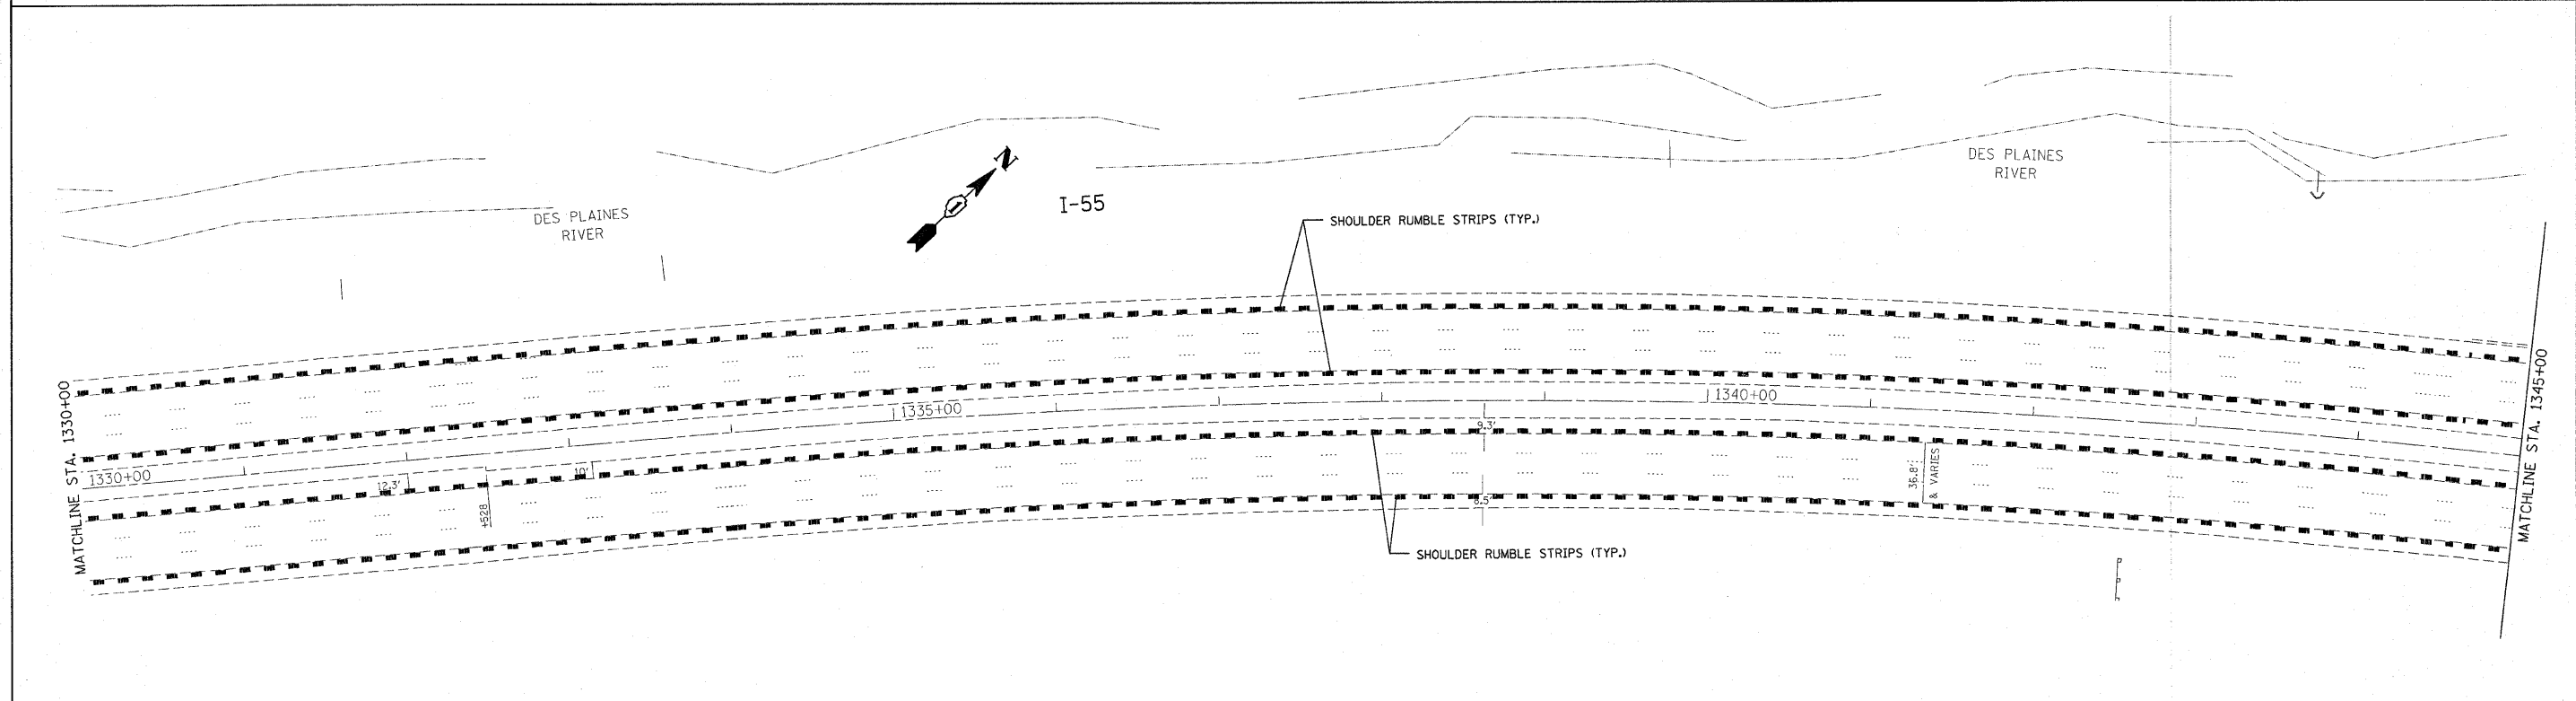 DES PLAINES
RIVER
N
I-55
DES PLAINES
RIVER
SHOULDER RUMBLE STRIPS (TYP.)
MATCHLINE STA. 1330+00
1330+00
12.3'
+528
10'
1335+00
9.3'
1340+00
36.8'
& VARIES
SHOULDER RUMBLE STRIPS (TYP.)
MATCHLINE STA. 1345+00